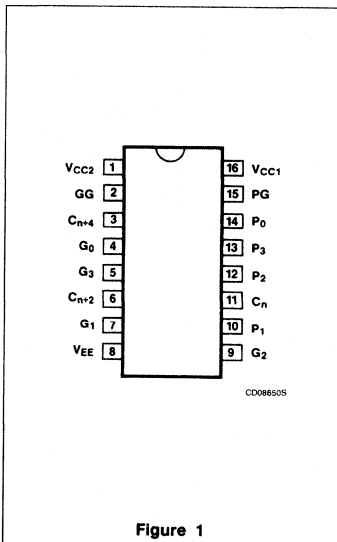 VCC2 1 16 VCC1
GG 2 15 PG
Cn+4 3 14 P0
G0 4 13 P3
G3 5 12 P2
Cn+2 6 11 Cn
G1 7 10 P1
VEE 8 9 G2
CD08650S
Figure 1